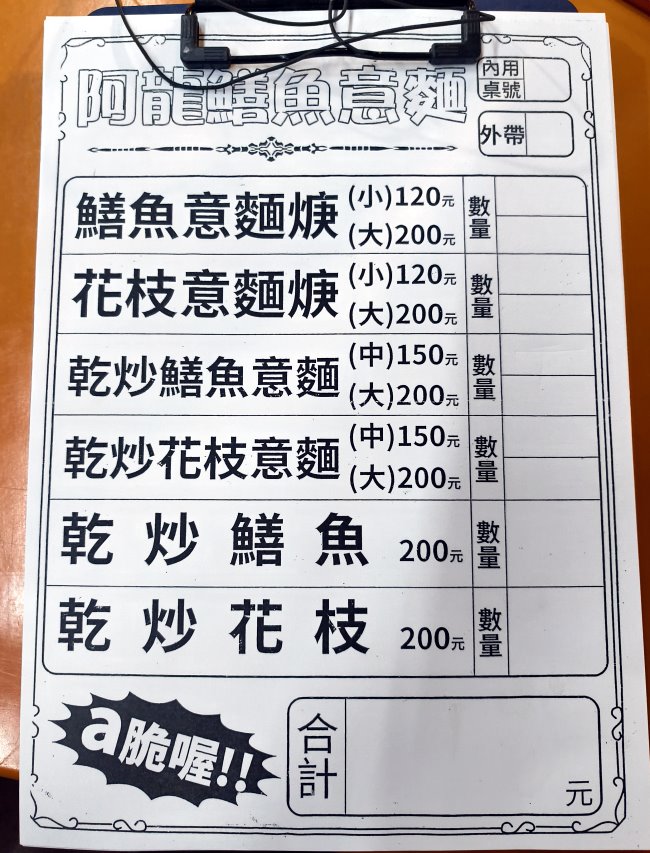 阿龍鱔魚意麵
內用
桌號
外帶
鱔魚意麵焿 (小)120元 數量
(大)200元
花枝意麵焿 (小)120元 數量
(大)200元
乾炒鱔魚意麵 (中)150元 數量
(大)200元
乾炒花枝意麵 (中)150元 數量
(大)200元
乾炒鱔魚 200元 數量
乾炒花枝 200元 數量
a脆喔!!
合計 元